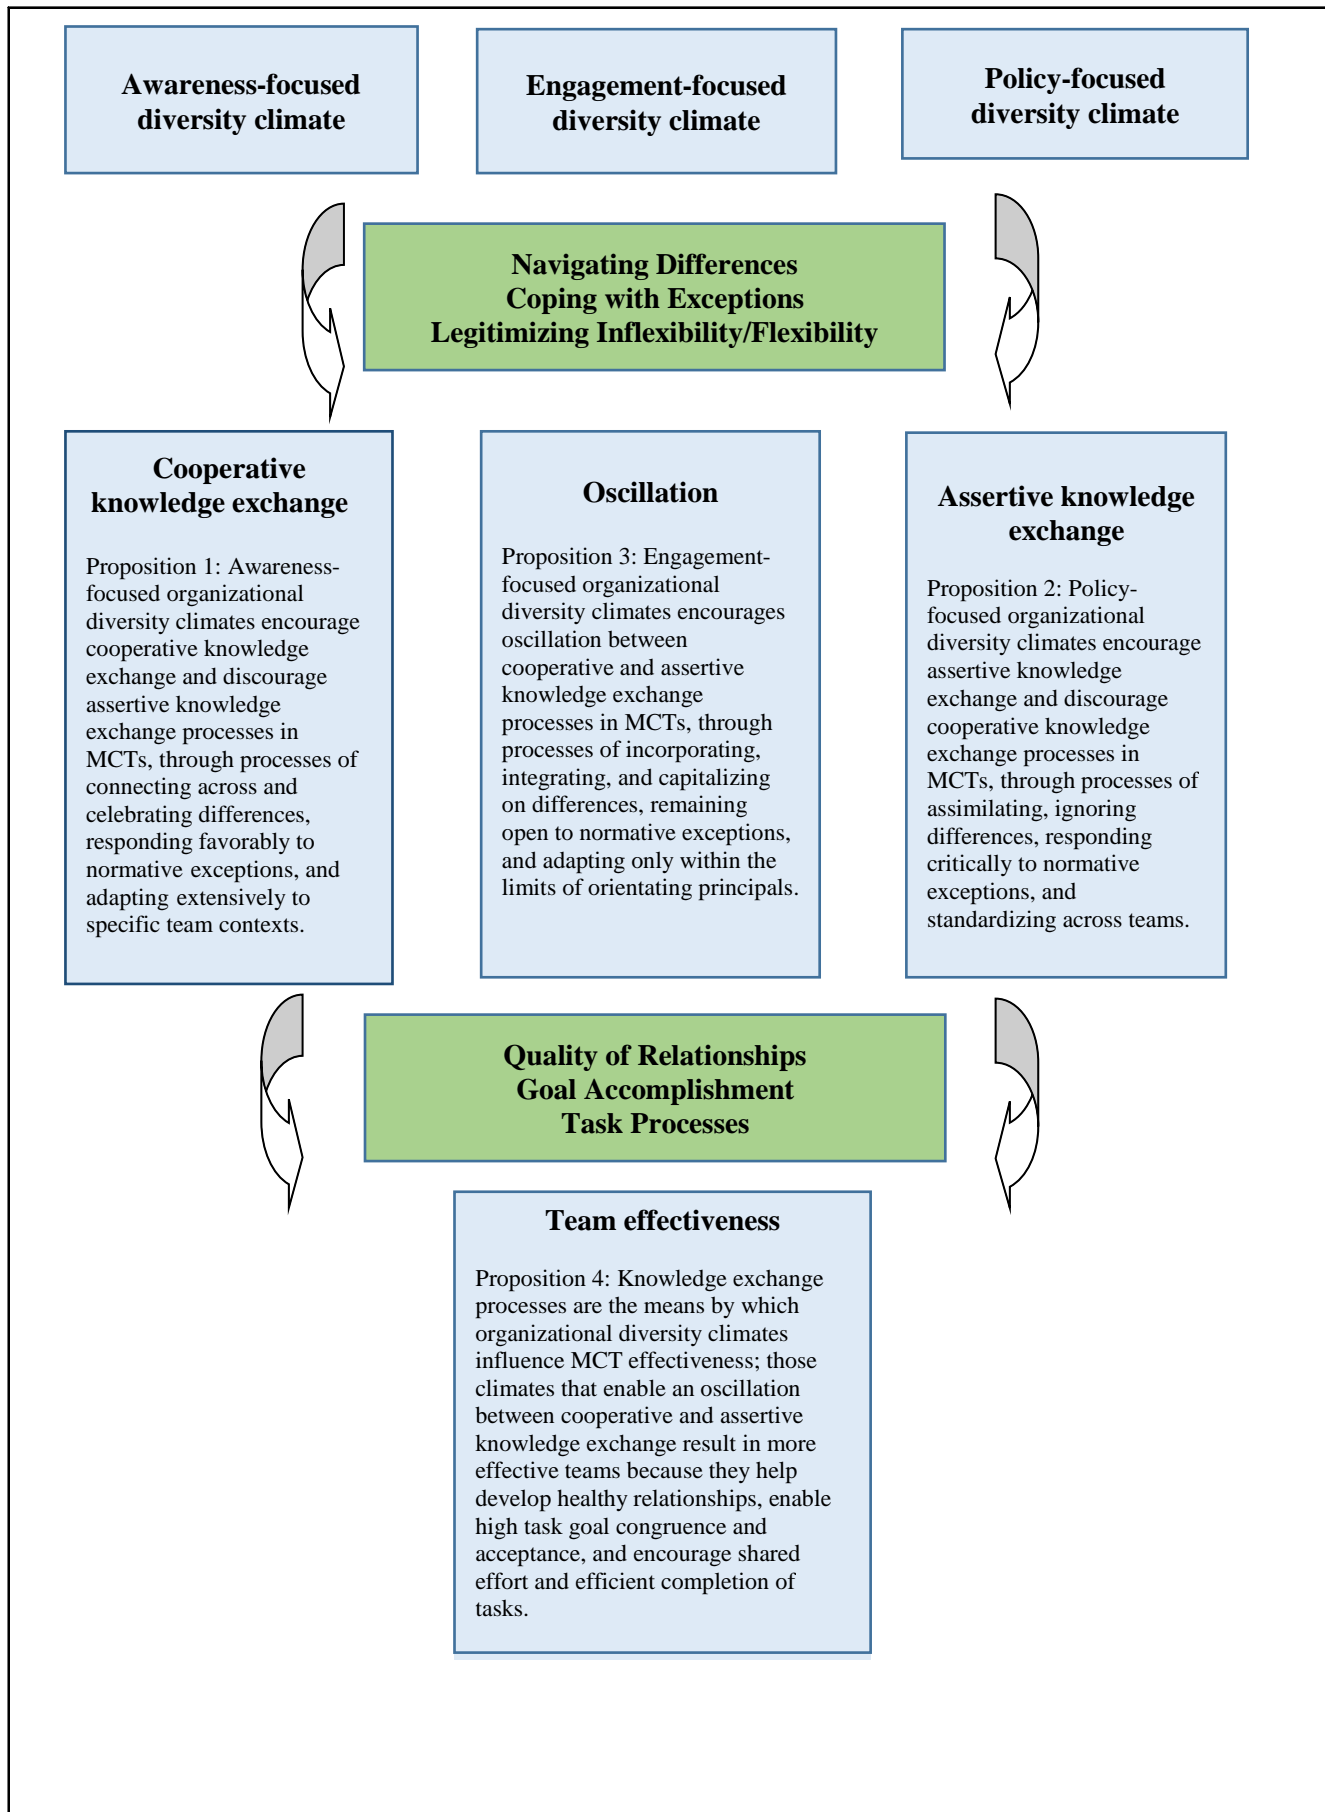 Awareness-focused
diversity climate
Engagement-focused
diversity climate
Policy-focused
diversity climate
Navigating Differences
Coping with Exceptions
Legitimizing Inflexibility/Flexibility
Cooperative
knowledge exchange
Proposition 1: Awareness-
focused organizational
diversity climates encourage
cooperative knowledge
exchange and discourage
assertive knowledge
exchange processes in
MCTs, through processes of
connecting across and
celebrating differences,
responding favorably to
normative exceptions, and
adapting extensively to
specific team contexts.
Oscillation
Proposition 3: Engagement-
focused organizational
diversity climates encourages
oscillation between
cooperative and assertive
knowledge exchange
processes in MCTs, through
processes of incorporating,
integrating, and capitalizing
on differences, remaining
open to normative exceptions,
and adapting only within the
limits of orientating principals.
Assertive knowledge
exchange
Proposition 2: Policy-
focused organizational
diversity climates encourage
assertive knowledge
exchange and discourage
cooperative knowledge
exchange processes in
MCTs, through processes of
assimilating, ignoring
differences, responding
critically to normative
exceptions, and
standardizing across teams.
Quality of Relationships
Goal Accomplishment
Task Processes
Team effectiveness
Proposition 4: Knowledge exchange
processes are the means by which
organizational diversity climates
influence MCT effectiveness; those
climates that enable an oscillation
between cooperative and assertive
knowledge exchange result in more
effective teams because they help
develop healthy relationships, enable
high task goal congruence and
acceptance, and encourage shared
effort and efficient completion of
tasks.